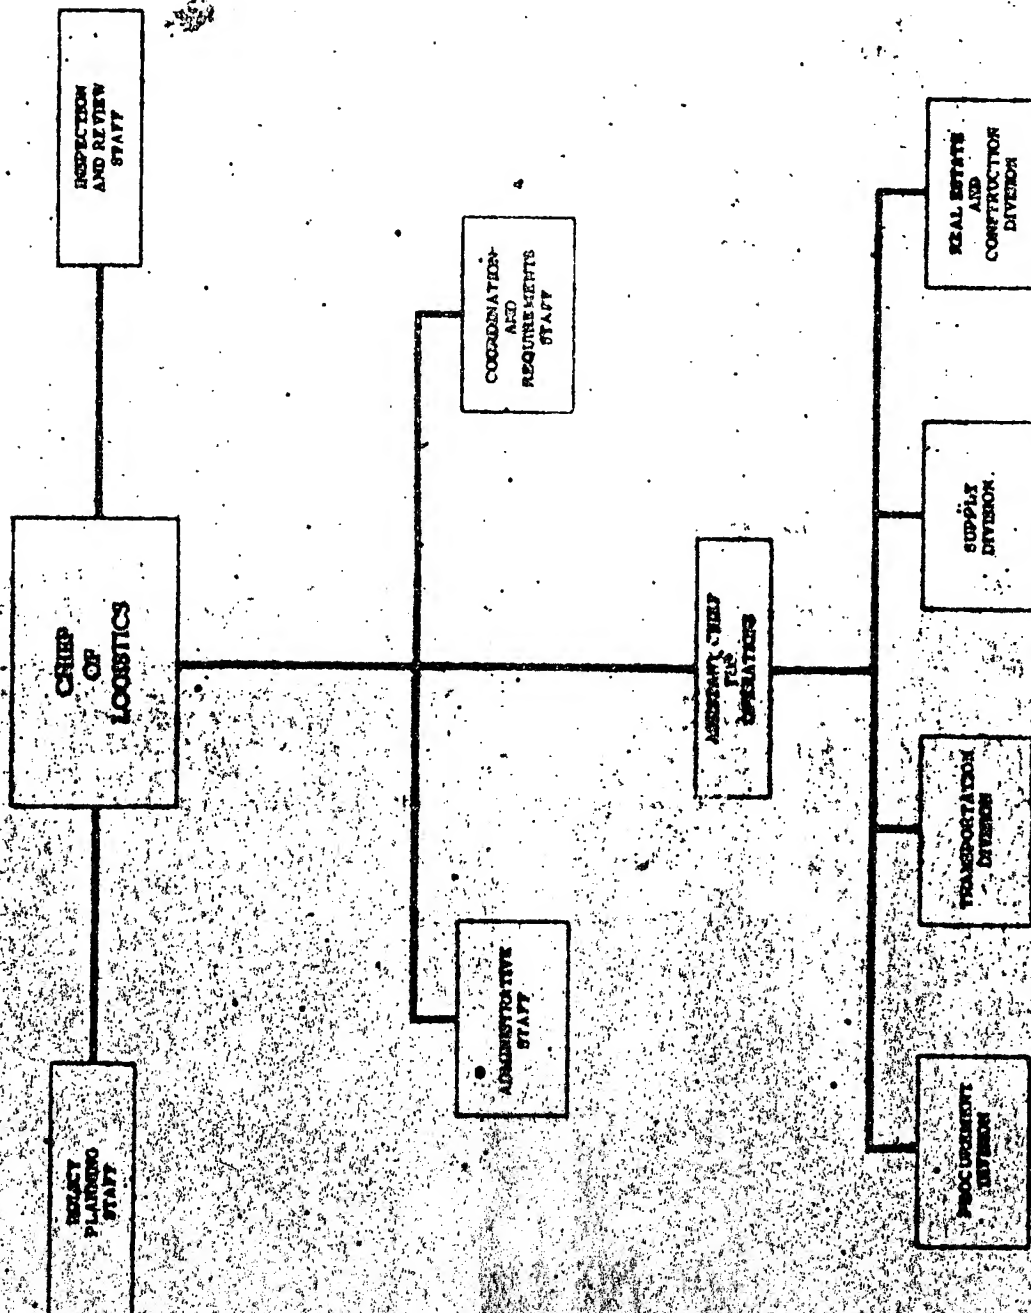 POLICY
PLANNING
STAFF
CHIEF
OF
LOGISTICS
INSPECTION
AND REVIEW
STAFF
ADMINISTRATIVE
STAFF
COORDINATION
AND
REQUIREMENTS
STAFF
ASSISTANT CHIEF
FOR
OPERATIONS
PROCUREMENT
DIVISION
TRANSPORTATION
DIVISION
SUPPLY
DIVISION
REAL ESTATE
AND
CONSTRUCTION
DIVISION